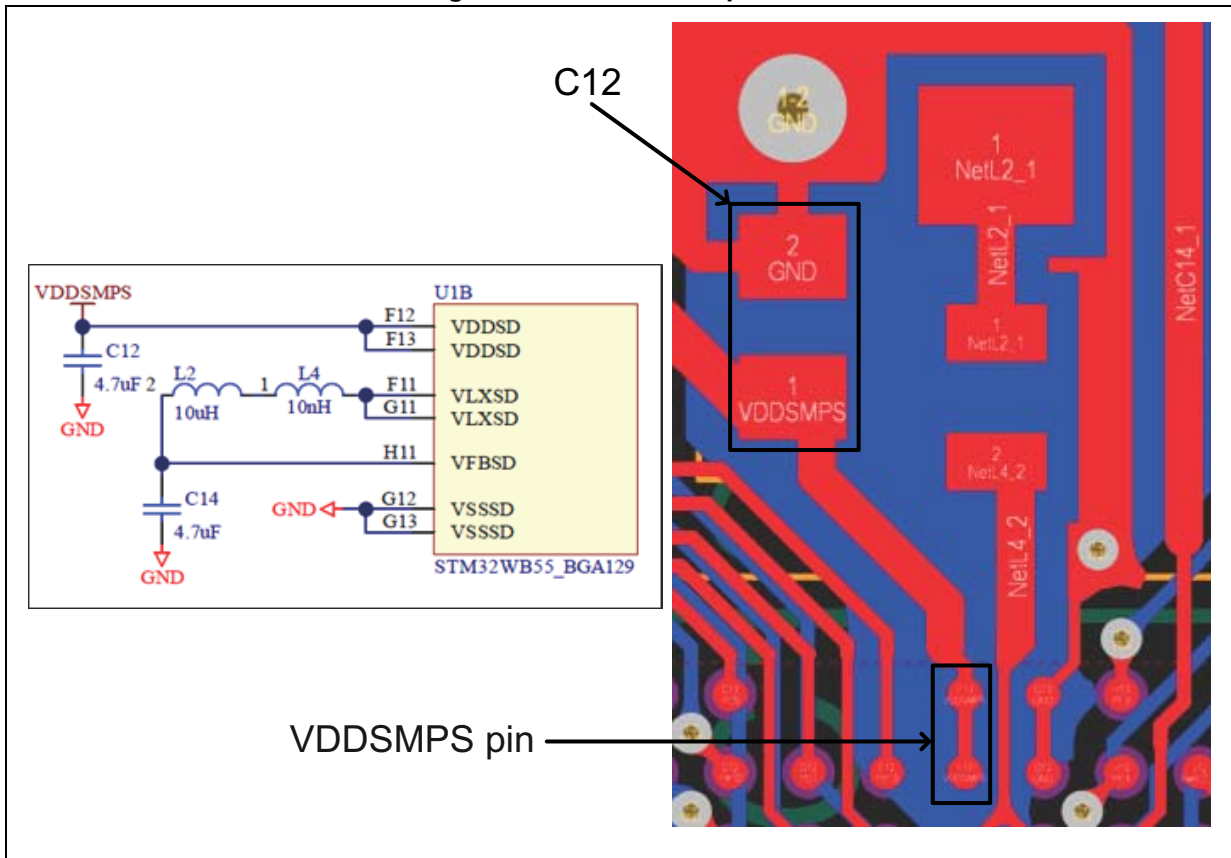 C12
VDDSMPS
C12
4.7uF
GND
2
L2
10uH
1
L4
10nH
C14
4.7uF
GND
GND
U1B
F12 VDDSD
F13 VDDSD
F11 VLXSD
G11 VLXSD
H11 VFBSD
G12 VSSSD
G13 VSSSD
STM32WB55_BGA129
VDDSMPS pin
GND
2
GND
1
VDDSMPS
1
NetL2_1
NetL2_1
1
NetL2_1
2
NetL4_2
NetL4_2
NetC14_1